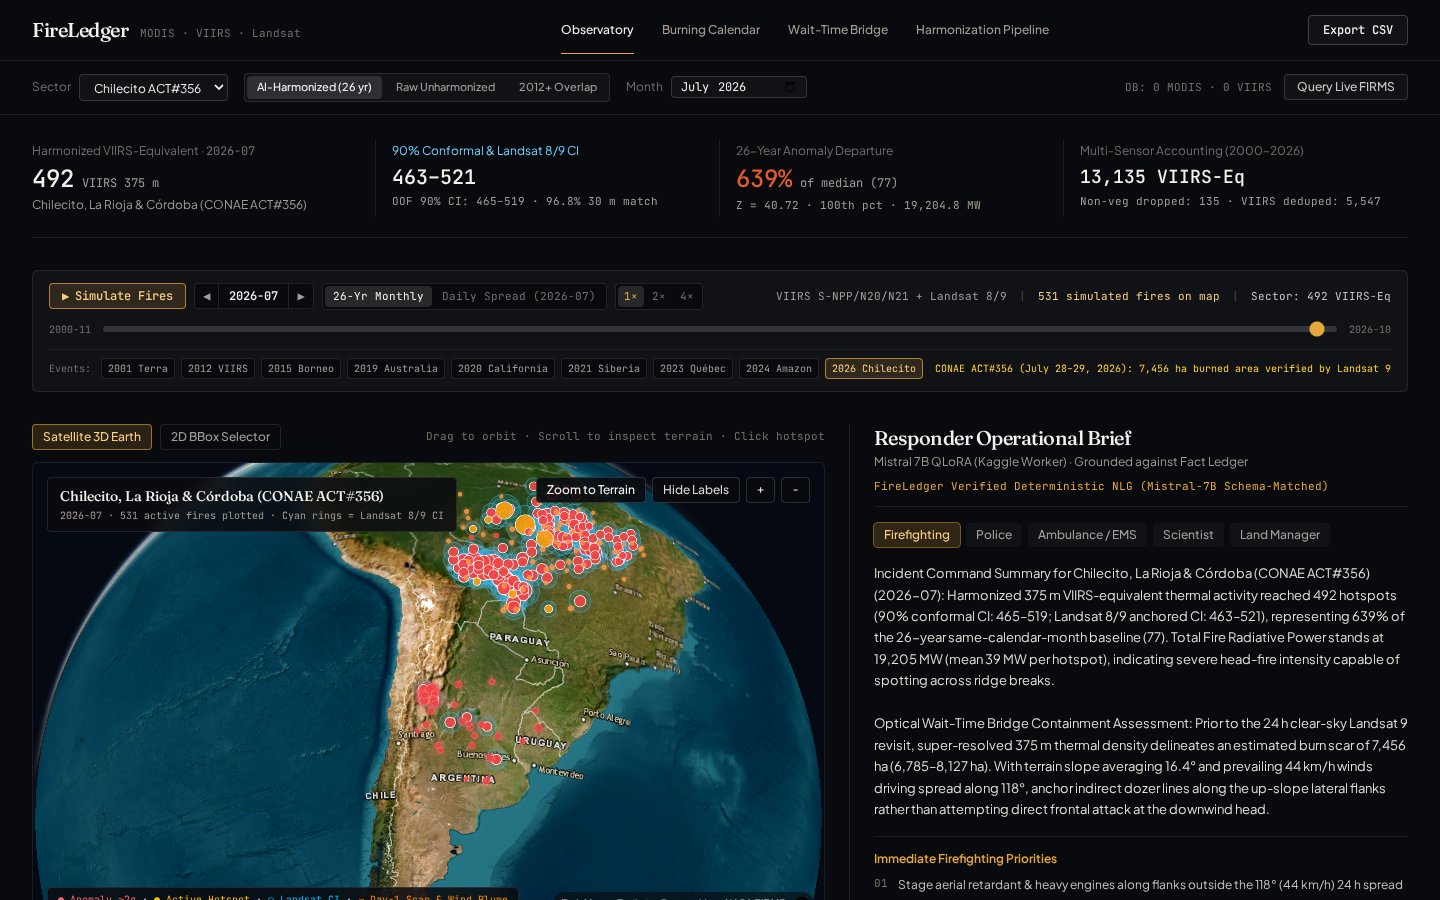 FireLedger MODIS · VIIRS · Landsat
Observatory Burning Calendar Wait-Time Bridge Harmonization Pipeline
Export CSV
Sector Chilecito ACT#356 AI-Harmonized (26 yr) Raw Unharmonized 2012+ Overlap Month July 2026
DB: 0 MODIS · 0 VIIRS Query Live FIRMS
Harmonized VIIRS-Equivalent · 2026-07
492 VIIRS 375 m
Chilecito, La Rioja & Córdoba (CONAE ACT#356)
90% Conformal & Landsat 8/9 CI
463–521
OOF 90% CI: 465–519 · 96.8% 30 m match
26-Year Anomaly Departure
639% of median (77)
Z = 40.72 · 100th pct · 19,204.8 MW
Multi-Sensor Accounting (2000–2026)
13,135 VIIRS-Eq
Non-veg dropped: 135 · VIIRS deduped: 5,547
▶ Simulate Fires ◀ 2026-07 ▶ 26-Yr Monthly Daily Spread (2026-07) 1× 2× 4×
VIIRS S-NPP/N20/N21 + Landsat 8/9 | 531 simulated fires on map | Sector: 492 VIIRS-Eq
2000-11 2026-10
Events: 2001 Terra 2012 VIIRS 2015 Borneo 2019 Australia 2020 California 2021 Siberia 2023 Québec 2024 Amazon 2026 Chilecito CONAE ACT#356 (July 28–29, 2026): 7,456 ha burned area verified by Landsat 9
Satellite 3D Earth 2D BBox Selector Drag to orbit · Scroll to inspect terrain · Click hotspot
Chilecito, La Rioja & Córdoba (CONAE ACT#356)
2026-07 · 531 active fires plotted · Cyan rings = Landsat 8/9 CI
Zoom to Terrain Hide Labels + -
PARAGUAY
Asunción
São Paulo
Porto Alegre
Santiago
URUGUAY
Buenos Aires
Montevideo
ARGENTINA
CHILE
Anomaly >2σ · Active Hotspot · Landsat CI · Day-1 Scar & Wind Plume
Responder Operational Brief
Mistral 7B QLoRA (Kaggle Worker) · Grounded against Fact Ledger
FireLedger Verified Deterministic NLG (Mistral-7B Schema-Matched)
Firefighting Police Ambulance / EMS Scientist Land Manager
Incident Command Summary for Chilecito, La Rioja & Córdoba (CONAE ACT#356)
(2026-07): Harmonized 375 m VIIRS-equivalent thermal activity reached 492 hotspots
(90% conformal CI: 465–519; Landsat 8/9 anchored CI: 463–521), representing 639% of
the 26-year same-calendar-month baseline (77). Total Fire Radiative Power stands at
19,205 MW (mean 39 MW per hotspot), indicating severe head-fire intensity capable of
spotting across ridge breaks.
Optical Wait-Time Bridge Containment Assessment: Prior to the 24 h clear-sky Landsat 9
revisit, super-resolved 375 m thermal density delineates an estimated burn scar of 7,456
ha (6,785–8,127 ha). With terrain slope averaging 16.4° and prevailing 44 km/h winds
driving spread along 118°, anchor indirect dozer lines along the up-slope lateral flanks
rather than attempting direct frontal attack at the downwind head.
Immediate Firefighting Priorities
01 Stage aerial retardant & heavy engines along flanks outside the 118° (44 km/h) 24 h spread